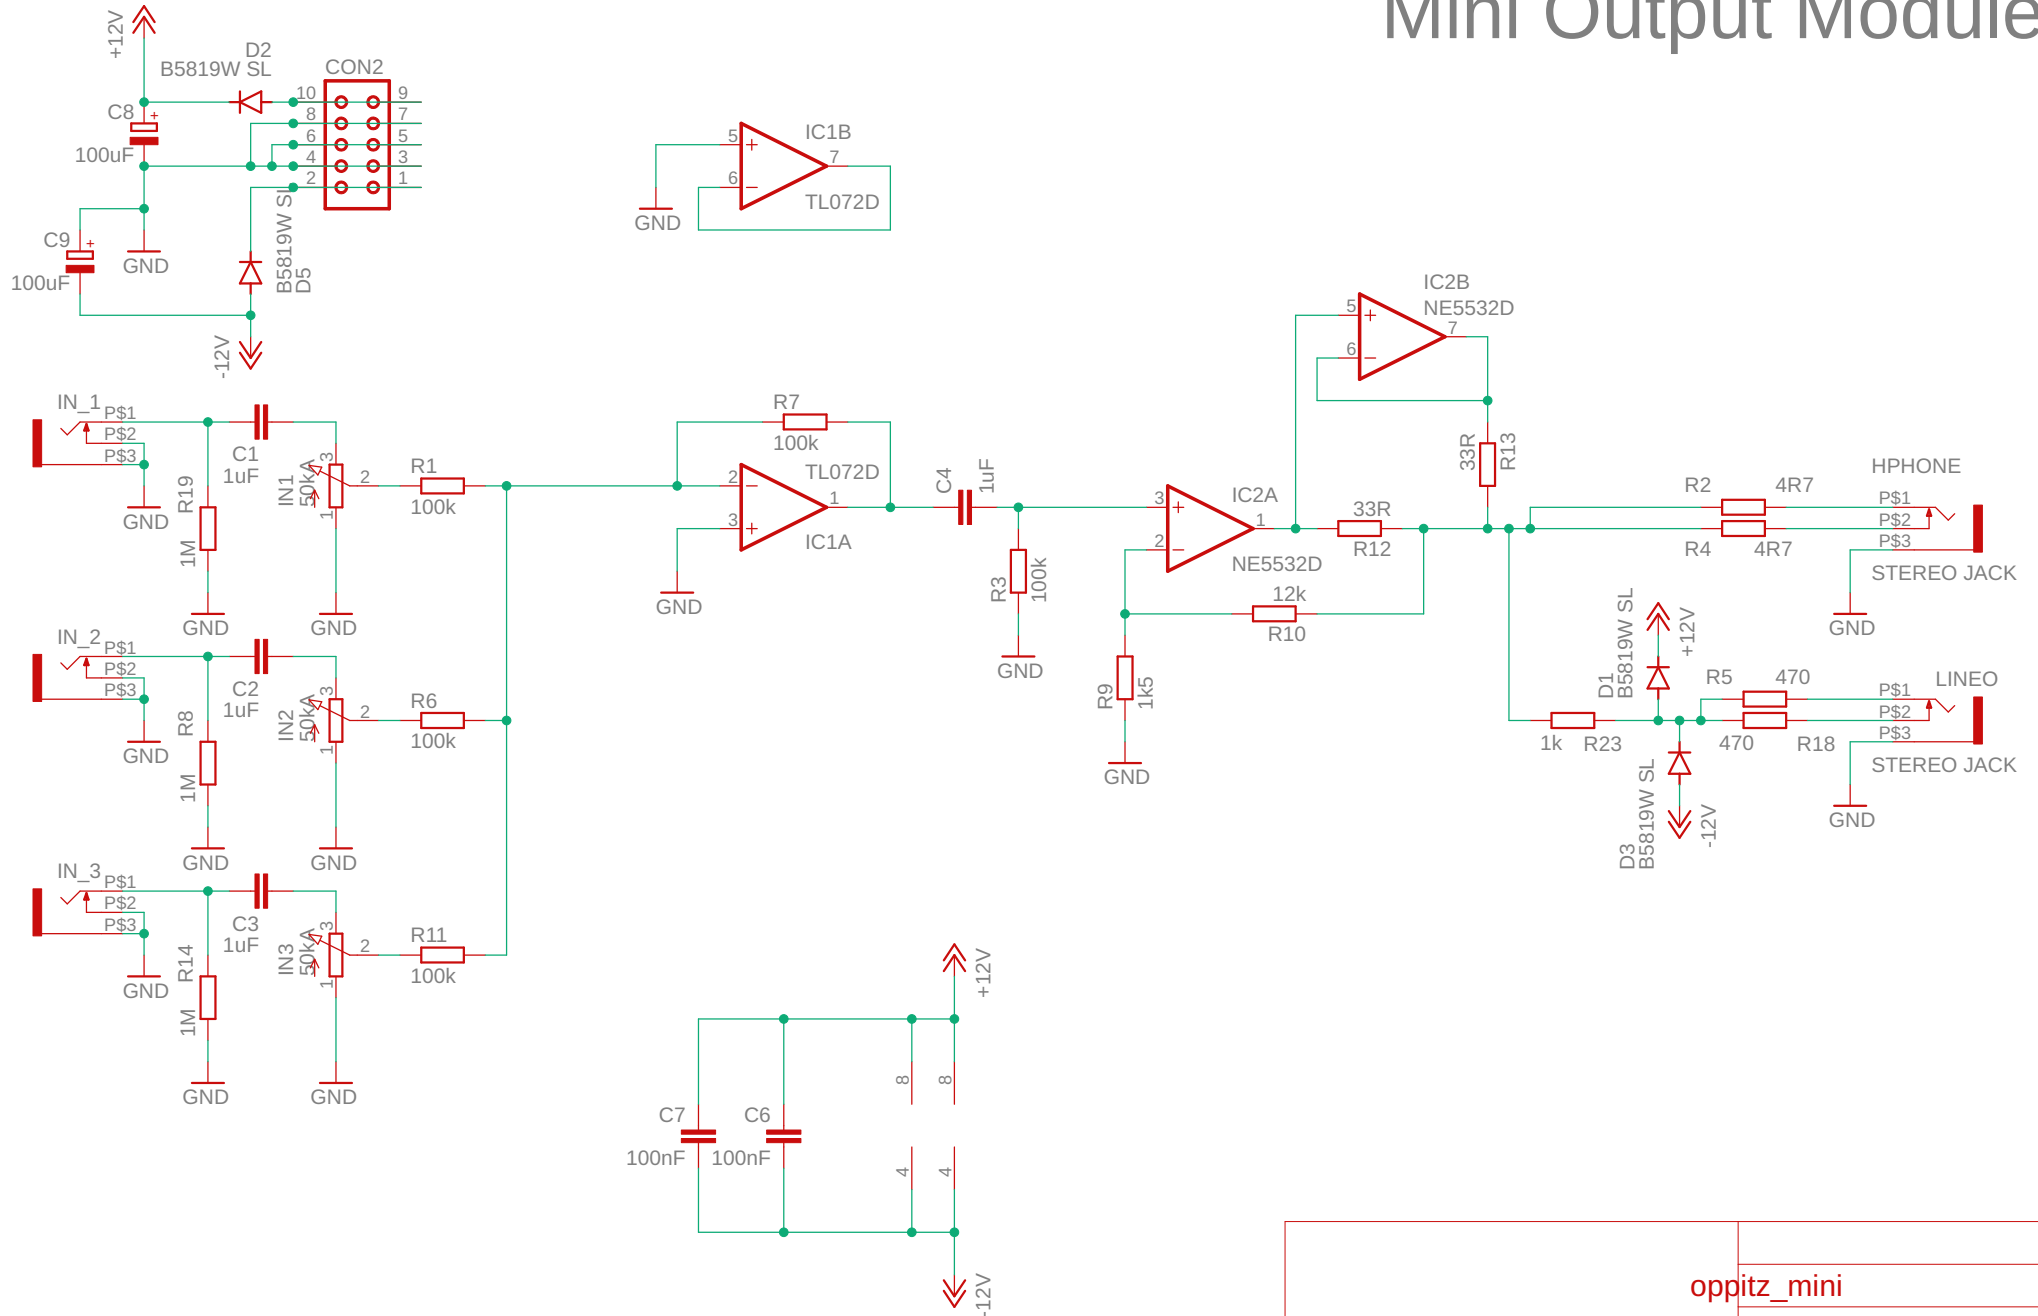 Mini Output Module
+12V
D2
B5819W SL
CON2
10
9
8
7
6
5
4
3
2
1
C8
+
100uF
C9
+
100uF
GND
B5819W SL
D5
-12V
IC1B
5
+
6
−
7
TL072D
GND
IN_1
P$1
P$2
P$3
GND
R19
1M
GND
C1
1uF
IN1
50kA
3
2
1
GND
R1
100k
IN_2
P$1
P$2
P$3
GND
R8
1M
GND
C2
1uF
IN2
50kA
3
2
1
GND
R6
100k
IN_3
P$1
P$2
P$3
GND
R14
1M
GND
C3
1uF
IN3
50kA
3
2
1
GND
R11
100k
R7
100k
TL072D
2
−
3
+
1
IC1A
GND
C4
1uF
R3
100k
GND
3
+
2
−
1
IC2A
NE5532D
IC2B
NE5532D
5
+
6
−
7
33R
R13
33R
R12
12k
R10
R9
1k5
GND
R2
4R7
R4
4R7
HPHONE
P$1
P$2
P$3
STEREO JACK
GND
D1
B5819W SL
+12V
1k
R23
D3
B5819W SL
-12V
R5
470
470
R18
LINEO
P$1
P$2
P$3
STEREO JACK
GND
+12V
C7
100nF
C6
100nF
8
8
4
4
-12V
oppitz_mini